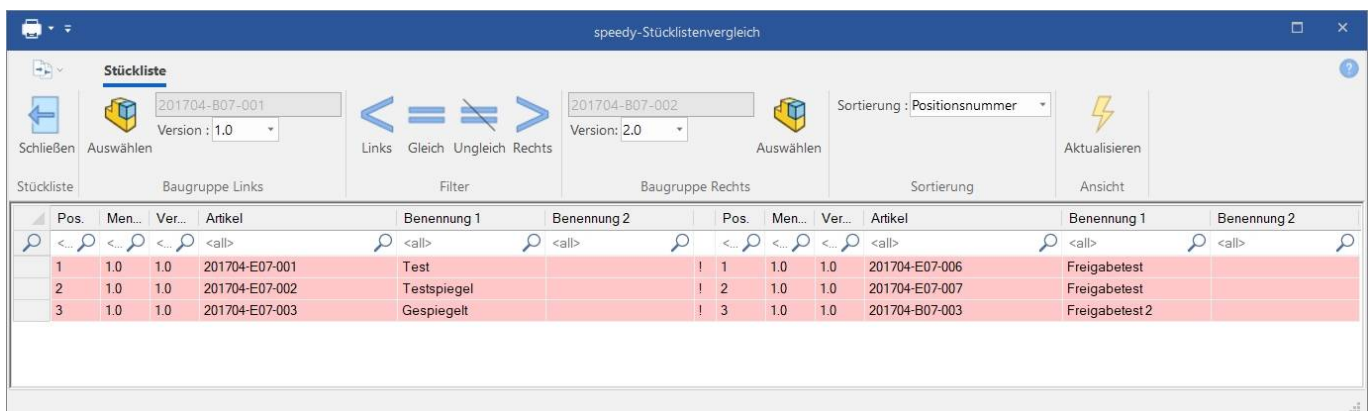 speedy-Stücklistenvergleich
Stückliste
201704-B07-001
Version : 1.0
Schließen Auswählen
Links Gleich Ungleich Rechts
201704-B07-002
Version: 2.0
Auswählen
Sortierung : Positionsnummer
Aktualisieren
Stückliste Baugruppe Links Filter Baugruppe Rechts Sortierung Ansicht
Pos. Men... Ver... Artikel Benennung 1 Benennung 2 Pos. Men... Ver... Artikel Benennung 1 Benennung 2
<... <... <... <all> <all> <all> <... <... <... <all> <all> <all>
1 1.0 1.0 201704-E07-001 Test ! 1 1.0 1.0 201704-E07-006 Freigabetest
2 1.0 1.0 201704-E07-002 Testspiegel ! 2 1.0 1.0 201704-E07-007 Freigabetest
3 1.0 1.0 201704-E07-003 Gespiegelt ! 3 1.0 1.0 201704-B07-003 Freigabetest 2